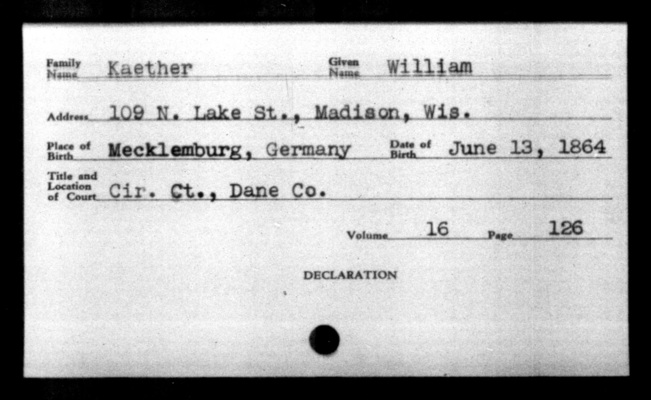 Family Name Kaether Given Name William
Address 109 N. Lake St., Madison, Wis.
Place of Birth Mecklemburg, Germany Date of Birth June 13, 1864
Title and Location of Court Cir. Ct., Dane Co.
Volume 16 Page 126
DECLARATION